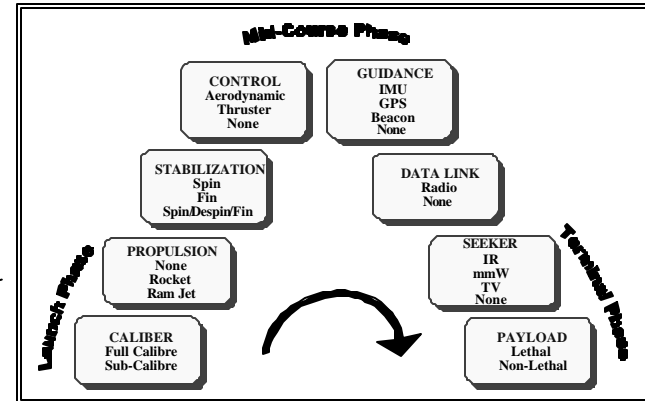 Mid-Course Phase
CONTROL
Aerodynamic
Thruster
None
GUIDANCE
IMU
GPS
Beacon
None
STABILIZATION
Spin
Fin
Spin/Despin/Fin
DATA LINK
Radio
None
Launch Phase
PROPULSION
None
Rocket
Ram Jet
SEEKER
IR
mmW
TV
None
Terminal Phase
CALIBER
Full Calibre
Sub-Calibre
PAYLOAD
Lethal
Non-Lethal